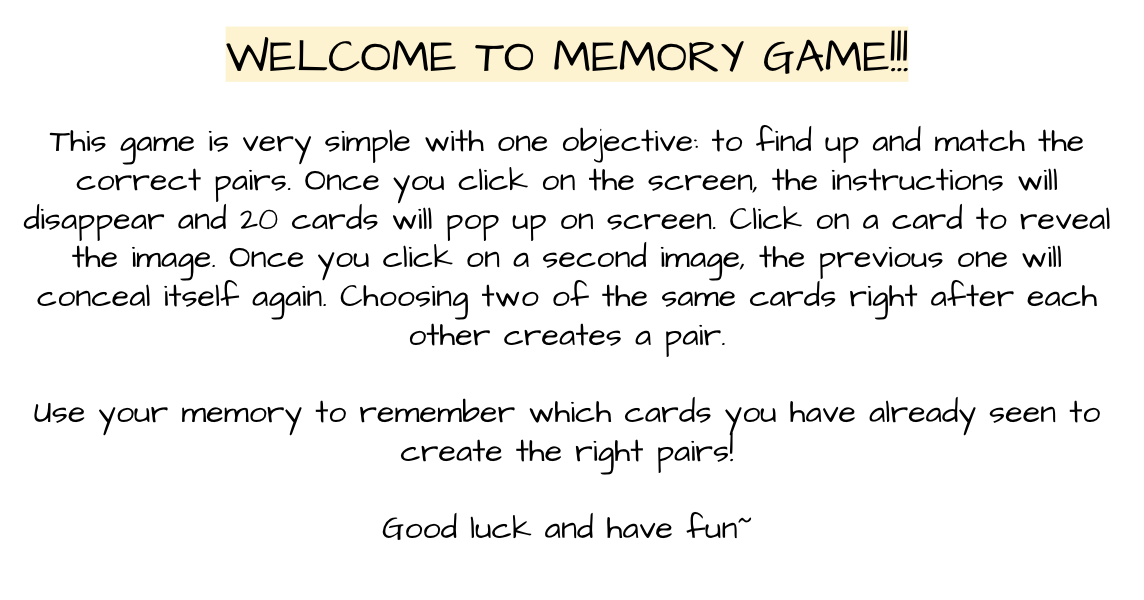 WELCOME TO MEMORY GAME!!!
This game is very simple with one objective: to find up and match the
correct pairs. Once you click on the screen, the instructions will
disappear and 20 cards will pop up on screen. Click on a card to reveal
the image. Once you click on a second image, the previous one will
conceal itself again. Choosing two of the same cards right after each
other creates a pair.
Use your memory to remember which cards you have already seen to
create the right pairs!
Good luck and have fun~